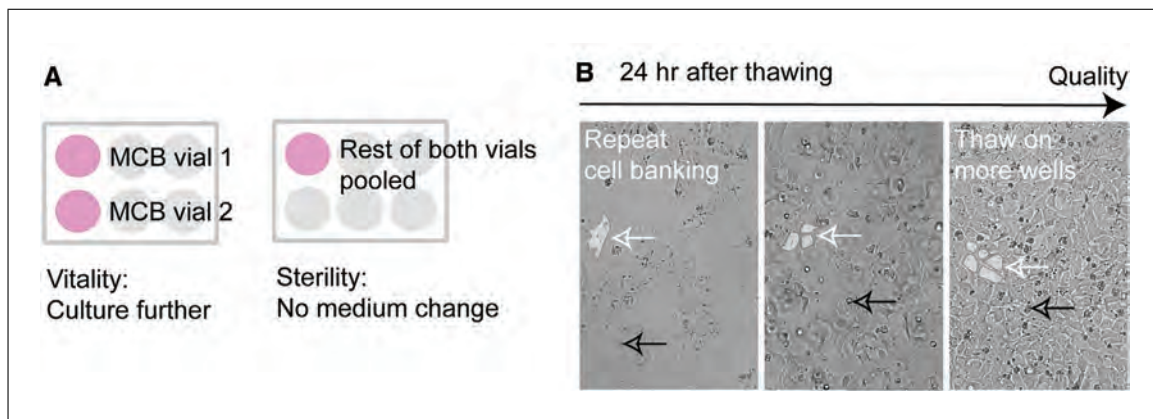 A
MCB vial 1
MCB vial 2
Vitality:
Culture further
Rest of both vials
pooled
Sterility:
No medium change
B 24 hr after thawing
Quality
Repeat
cell banking
Thaw on
more wells